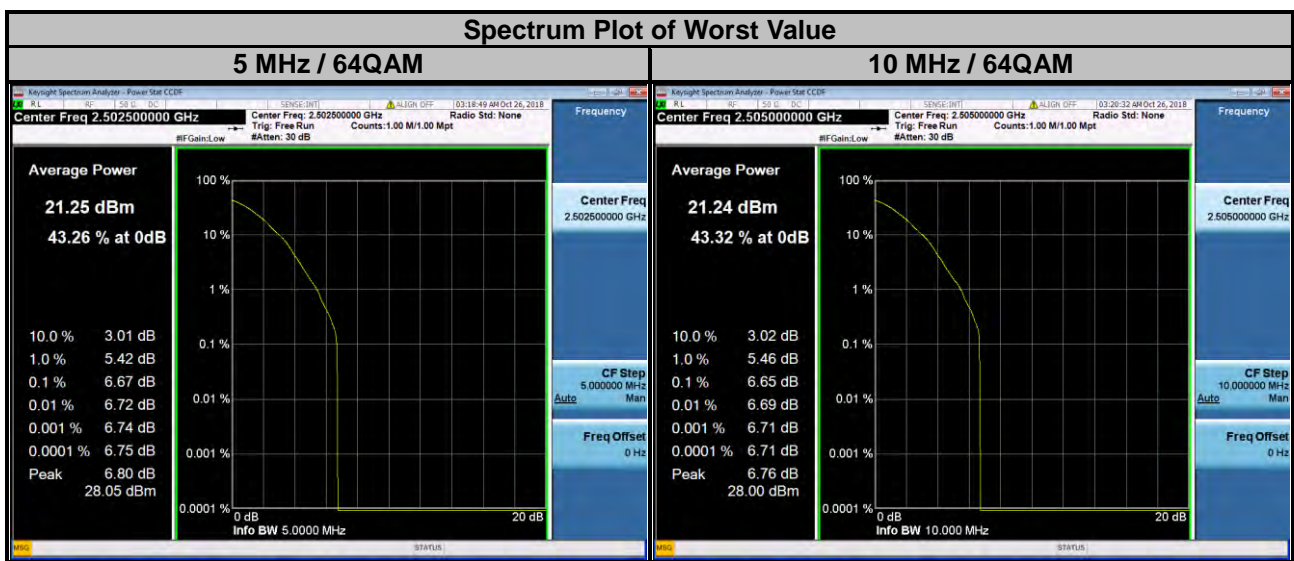 Spectrum Plot of Worst Value
5 MHz / 64QAM
10 MHz / 64QAM
Keysight Spectrum Analyzer - Power Stat CCDF
RL RF 50 Ω DC SENSE:INT ALIGN OFF 03:18:49 AM Oct 26, 2018
Center Freq 2.502500000 GHz
Center Freq: 2.502500000 GHz Radio Std: None
Trig: Free Run Counts:1.00 M/1.00 Mpt
#IFGain:Low #Atten: 30 dB
Average Power
21.25 dBm
43.26 % at 0dB
10.0 % 3.01 dB
1.0 % 5.42 dB
0.1 % 6.67 dB
0.01 % 6.72 dB
0.001 % 6.74 dB
0.0001 % 6.75 dB
Peak 6.80 dB
28.05 dBm
100 %
10 %
1 %
0.1 %
0.01 %
0.001 %
0.0001 %
0 dB 20 dB
Info BW 5.0000 MHz
Frequency
Center Freq
2.502500000 GHz
CF Step
5.000000 MHz
Auto Man
Freq Offset
0 Hz
MSG STATUS
Keysight Spectrum Analyzer - Power Stat CCDF
RL RF 50 Ω DC SENSE:INT ALIGN OFF 03:20:32 AM Oct 26, 2018
Center Freq 2.505000000 GHz
Center Freq: 2.505000000 GHz Radio Std: None
Trig: Free Run Counts:1.00 M/1.00 Mpt
#IFGain:Low #Atten: 30 dB
Average Power
21.24 dBm
43.32 % at 0dB
10.0 % 3.02 dB
1.0 % 5.46 dB
0.1 % 6.65 dB
0.01 % 6.69 dB
0.001 % 6.71 dB
0.0001 % 6.71 dB
Peak 6.76 dB
28.00 dBm
100 %
10 %
1 %
0.1 %
0.01 %
0.001 %
0.0001 %
0 dB 20 dB
Info BW 10.000 MHz
Frequency
Center Freq
2.505000000 GHz
CF Step
10.000000 MHz
Auto Man
Freq Offset
0 Hz
MSG STATUS